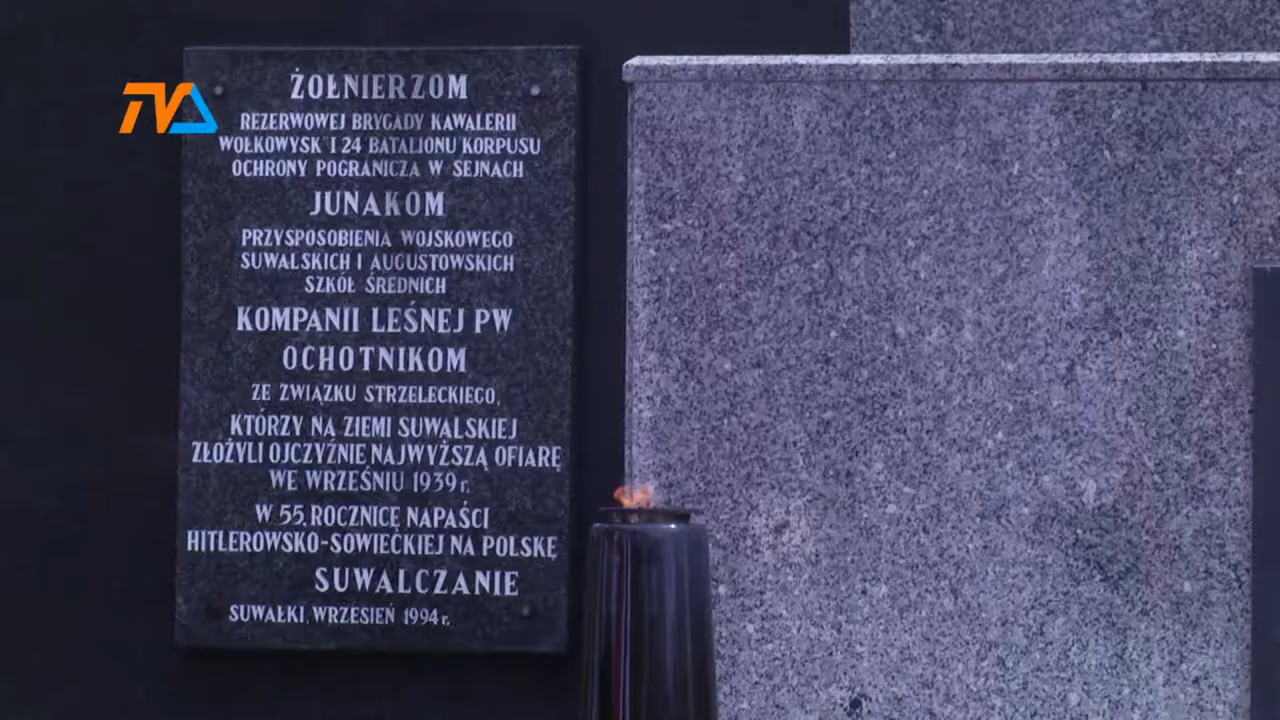 TVA
ŻOŁNIERZOM
REZERWOWEJ BRYGADY KAWALERII
WOŁKOWYSK I 24 BATALIONU KORPUSU
OCHRONY POGRANICZA W SEJNACH
JUNAKOM
PRZYSPOSOBIENIA WOJSKOWEGO
SUWALSKICH I AUGUSTOWSKICH
SZKÓŁ ŚREDNICH
KOMPANII LEŚNEJ PW
OCHOTNIKOM
ZE ZWIĄZKU STRZELECKIEGO,
KTÓRZY NA ZIEMI SUWALSKIEJ
ZŁOŻYLI OJCZYŹNIE NAJWYŻSZĄ OFIARĘ
WE WRZEŚNIU 1939 r.
W 55. ROCZNICĘ NAPAŚCI
HITLEROWSKO-SOWIECKIEJ NA POLSKĘ
SUWALCZANIE
SUWAŁKI, WRZESIEŃ 1994 r.